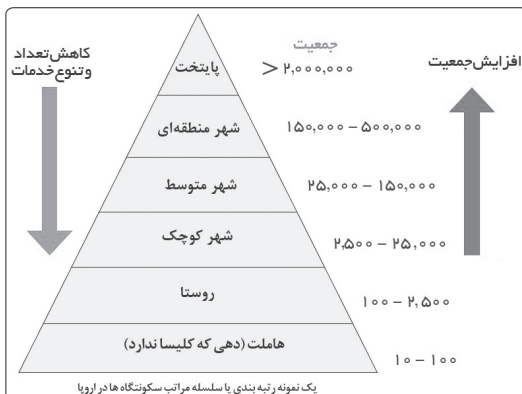 کاهش تعداد
و تنوع خدمات
جمعیت
افزایش جمعیت
پایتخت
> ۲,۰۰۰,۰۰۰
شهر منطقه‌ای
۱۵۰,۰۰۰ – ۵۰۰,۰۰۰
شهر متوسط
۲۵,۰۰۰ – ۱۵۰,۰۰۰
شهر کوچک
۲,۵۰۰ – ۲۵,۰۰۰
روستا
۱۰۰ – ۲,۵۰۰
هاملت (دهی که کلیسا ندارد)
۱۰ – ۱۰۰
یک نمونه رتبه بندی یا سلسله مراتب سکونتگاه ها در اروپا